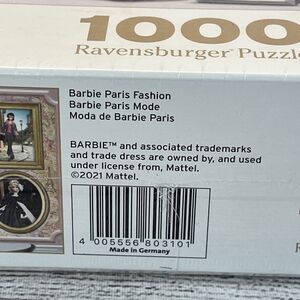 1000
Ravensburger Puzzle
Barbie Paris Fashion
Barbie Paris Mode
Moda de Barbie Paris
BARBIE™ and associated trademarks
and trade dress are owned by, and used
under license from, Mattel.
©2021 Mattel.
4 005556 803101
Made in Germany